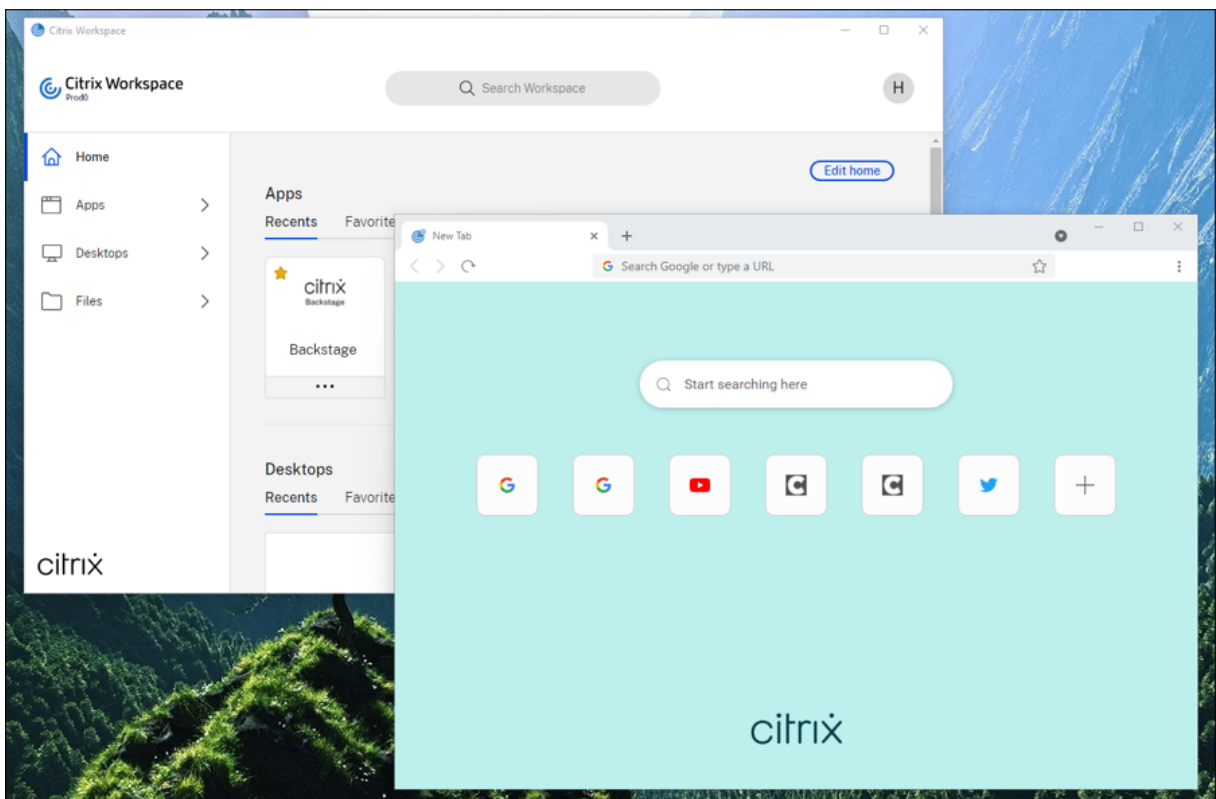 Citrix Workspace
Citrix Workspace
Prod0
Search Workspace
H
Home
Apps
Desktops
Files
citrix
Edit home
Apps
Recents Favorite
citrix
Backstage
Backstage
Desktops
Recents Favorite
New Tab
Search Google or type a URL
Start searching here
citrix